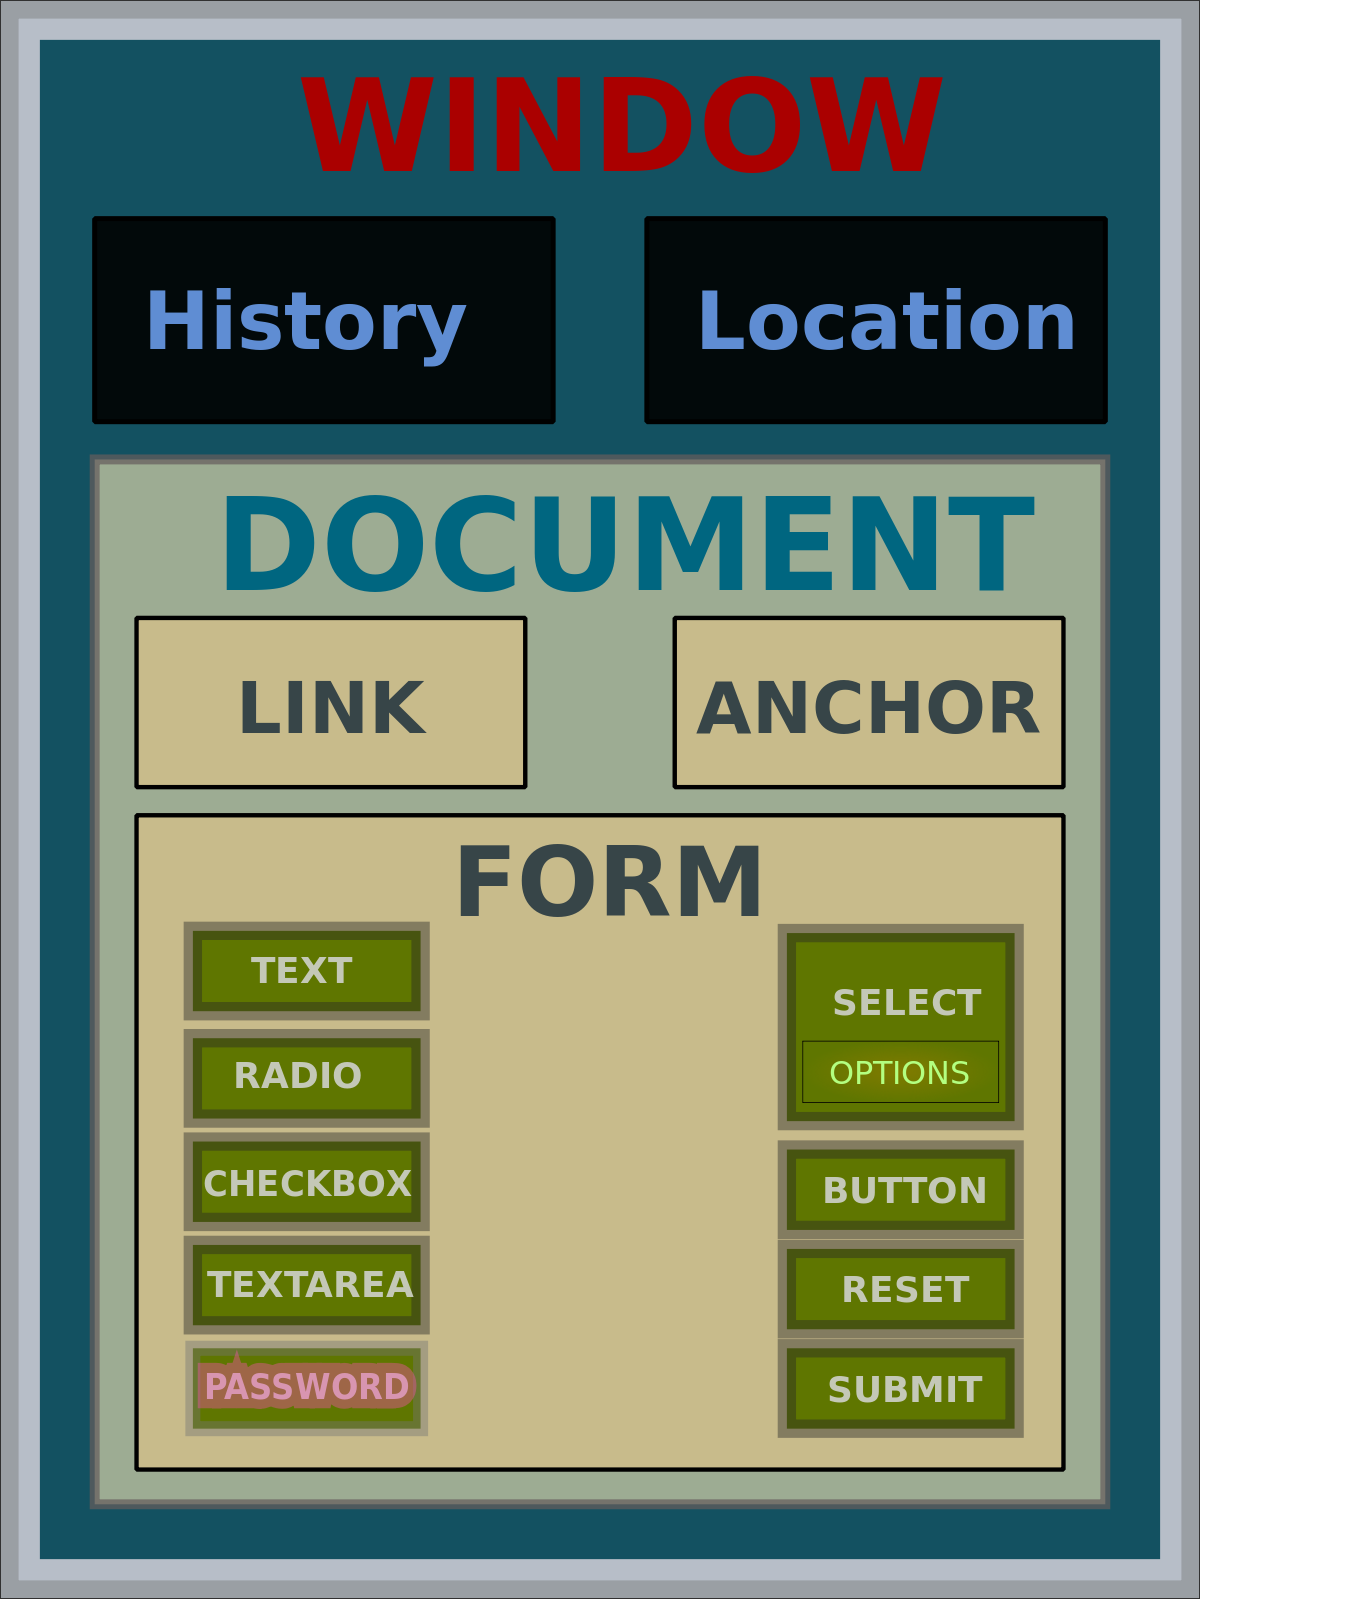 WINDOW
History
Location
DOCUMENT
LINK
ANCHOR
FORM
TEXT
RADIO
CHECKBOX
TEXTAREA
PASSWORD
SELECT
OPTIONS
BUTTON
RESET
SUBMIT